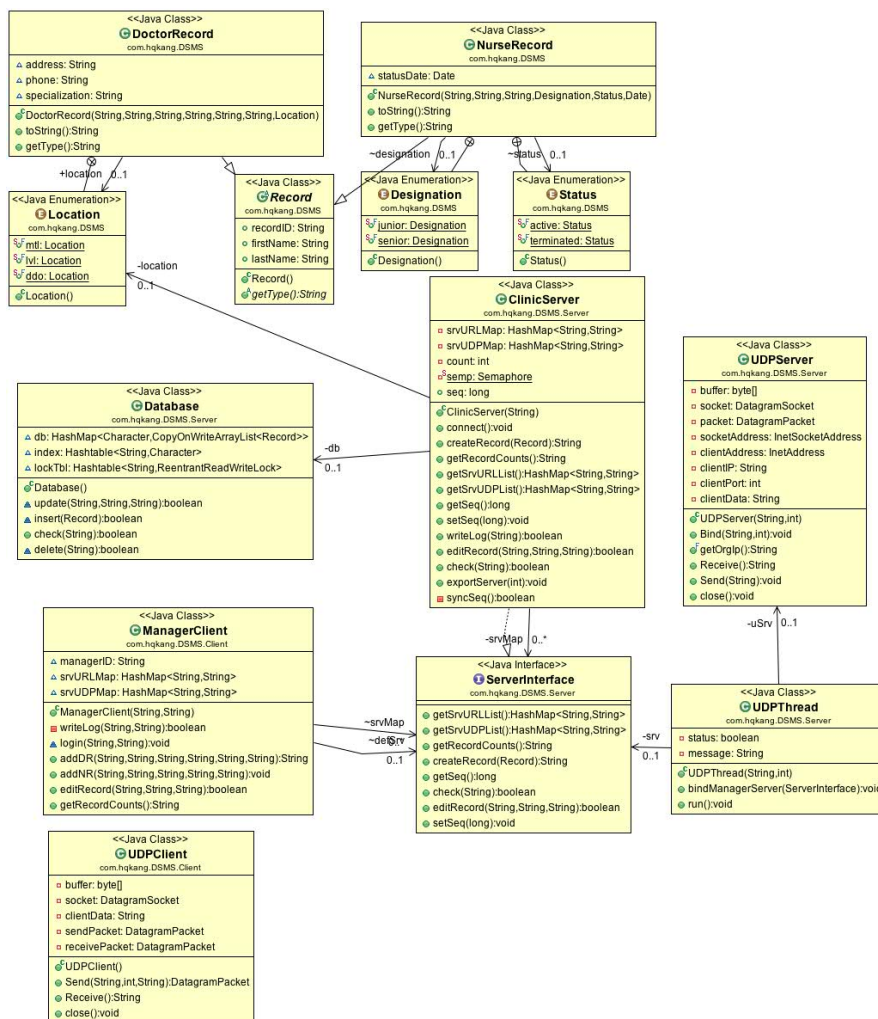 <<Java Class>>
DoctorRecord
com.hqkang.DSMS
address: String
phone: String
specialization: String
DoctorRecord(String,String,String,String,String,String,Location)
toString():String
getType():String
<<Java Class>>
NurseRecord
com.hqkang.DSMS
statusDate: Date
NurseRecord(String,String,String,Designation,Status,Date)
toString():String
getType():String
+location
0..1
~designation
0..1
~status
0..1
<<Java Enumeration>>
Location
com.hqkang.DSMS
mtl: Location
lvl: Location
ddo: Location
Location()
<<Java Class>>
Record
com.hqkang.DSMS
recordID: String
firstName: String
lastName: String
Record()
getType():String
<<Java Enumeration>>
Designation
com.hqkang.DSMS
junior: Designation
senior: Designation
Designation()
<<Java Enumeration>>
Status
com.hqkang.DSMS
active: Status
terminated: Status
Status()
-location
0..1
<<Java Class>>
ClinicServer
com.hqkang.DSMS.Server
srvURLMap: HashMap<String,String>
srvUDPMap: HashMap<String,String>
count: int
semp: Semaphore
seq: long
ClinicServer(String)
connect():void
createRecord(Record):String
getRecordCounts():String
getSrvURLList():HashMap<String,String>
getSrvUDPList():HashMap<String,String>
getSeq():long
setSeq(long):void
writeLog(String):boolean
editRecord(String,String,String):boolean
check(String):boolean
exportServer(int):void
syncSeq():boolean
<<Java Class>>
UDPServer
com.hqkang.DSMS.Server
buffer: byte[]
socket: DatagramSocket
packet: DatagramPacket
socketAddress: InetSocketAddress
clientAddress: InetAddress
clientIP: String
clientPort: int
clientData: String
UDPServer(String,int)
Bind(String,int):void
getOrgIp():String
Receive():String
Send(String):void
close():void
<<Java Class>>
Database
com.hqkang.DSMS.Server
db: HashMap<Character,CopyOnWriteArrayList<Record>>
index: Hashtable<String,Character>
lockTbl: Hashtable<String,ReentrantReadWriteLock>
Database()
update(String,String,String):boolean
insert(Record):boolean
check(String):boolean
delete(String):boolean
-db
0..1
<<Java Class>>
ManagerClient
com.hqkang.DSMS.Client
managerID: String
srvURLMap: HashMap<String,String>
srvUDPMap: HashMap<String,String>
ManagerClient(String,String)
writeLog(String,String):boolean
login(String,String):void
addDR(String,String,String,String,String,String):String
addNR(String,String,String,String,String):void
editRecord(String,String,String):boolean
getRecordCounts():String
-srvMap
0..*
~srvMap
0..1
<<Java Interface>>
ServerInterface
com.hqkang.DSMS.Server
getSrvURLList():HashMap<String,String>
getSrvUDPList():HashMap<String,String>
getRecordCounts():String
createRecord(Record):String
getSeq():long
check(String):boolean
editRecord(String,String,String):boolean
setSeq(long):void
-uSrv
0..1
-srv
0..1
<<Java Class>>
UDPThread
com.hqkang.DSMS.Server
status: boolean
message: String
UDPThread(String,int)
bindManagerServer(ServerInterface):void
run():void
<<Java Class>>
UDPClient
com.hqkang.DSMS.Client
buffer: byte[]
socket: DatagramSocket
clientData: String
sendPacket: DatagramPacket
receivePacket: DatagramPacket
UDPClient()
Send(String,int,String):DatagramPacket
Receive():String
close():void